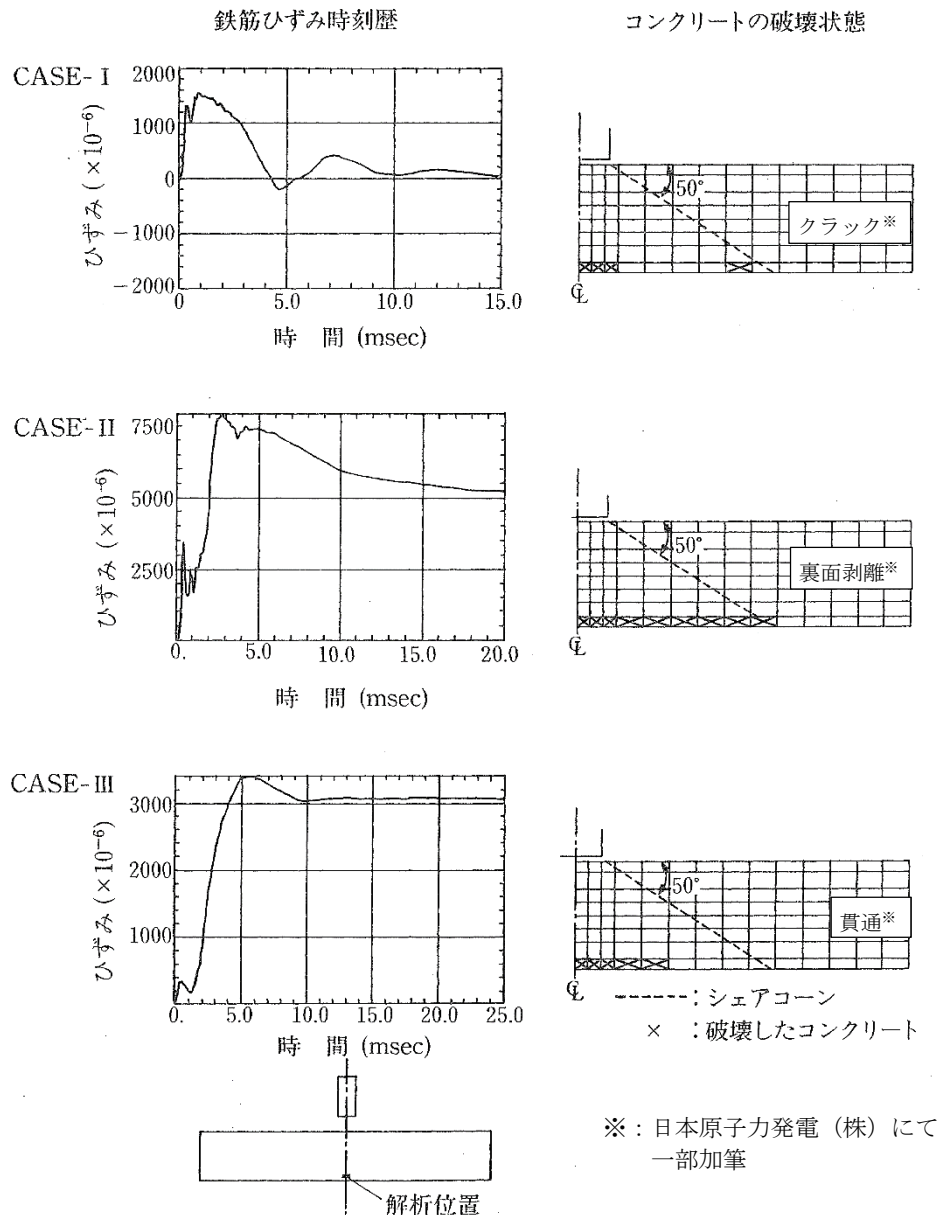 鉄筋ひずみ時刻歴
コンクリートの破壊状態
CASE-Ⅰ
ひずみ (×10⁻⁶)
2000
1000
0
-1000
-2000
0
5.0
10.0
15.0
時 間 (msec)
50°
クラック※
℄
CASE-Ⅱ
ひずみ (×10⁻⁶)
7500
5000
2500
0.
5.0
10.0
15.0
20.0
時 間 (msec)
50°
裏面剥離※
℄
CASE-Ⅲ
ひずみ (×10⁻⁶)
3000
2000
1000
0.
5.0
10.0
15.0
20.0
25.0
時 間 (msec)
50°
貫通※
℄
-----:シェアコーン
×:破壊したコンクリート
解析位置
※:日本原子力発電(株)にて
一部加筆